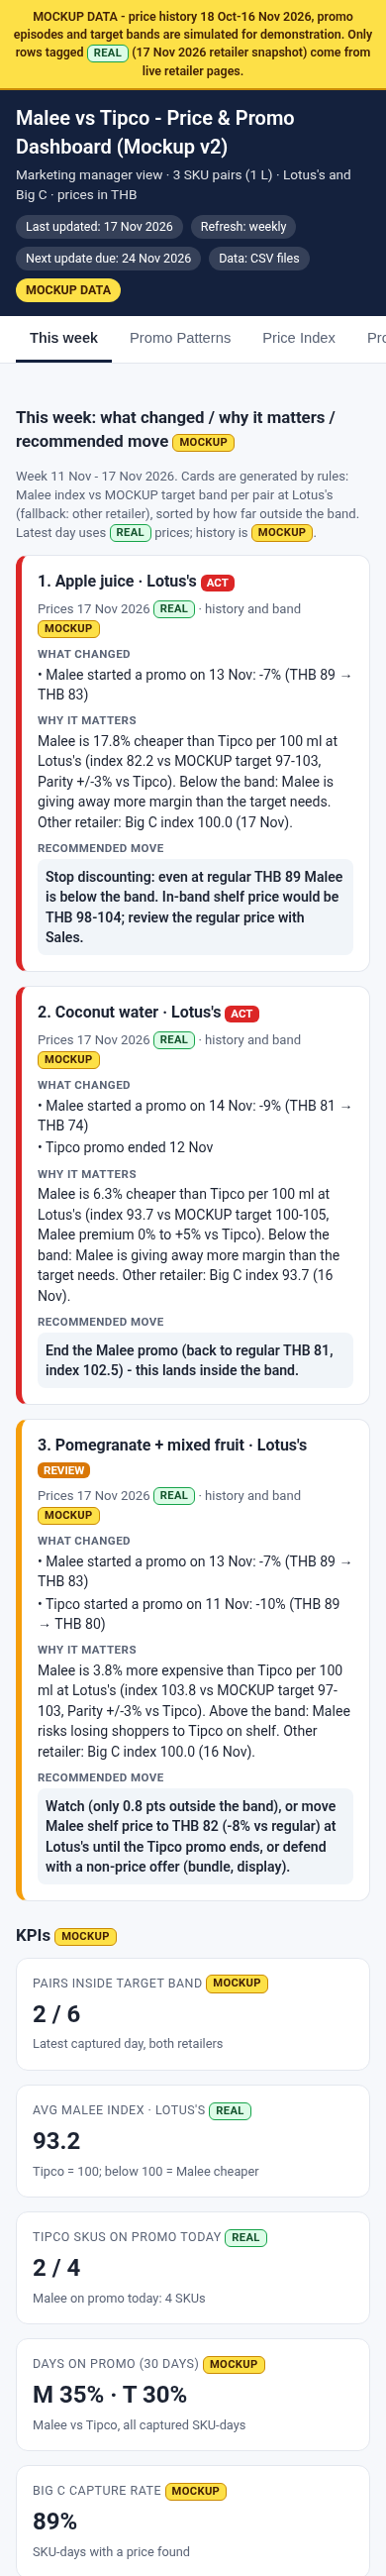 MOCKUP DATA - price history 18 Oct-16 Nov 2026, promo
episodes and target bands are simulated for demonstration. Only
rows tagged REAL (17 Nov 2026 retailer snapshot) come from
live retailer pages.
Malee vs Tipco - Price & Promo
Dashboard (Mockup v2)
Marketing manager view · 3 SKU pairs (1 L) · Lotus's and
Big C · prices in THB
Last updated: 17 Nov 2026 Refresh: weekly
Next update due: 24 Nov 2026 Data: CSV files
MOCKUP DATA
This week Promo Patterns Price Index Pro
This week: what changed / why it matters /
recommended move MOCKUP
Week 11 Nov - 17 Nov 2026. Cards are generated by rules:
Malee index vs MOCKUP target band per pair at Lotus's
(fallback: other retailer), sorted by how far outside the band.
Latest day uses REAL prices; history is MOCKUP.
1. Apple juice · Lotus's ACT
Prices 17 Nov 2026 REAL · history and band
MOCKUP
WHAT CHANGED
• Malee started a promo on 13 Nov: -7% (THB 89 →
THB 83)
WHY IT MATTERS
Malee is 17.8% cheaper than Tipco per 100 ml at
Lotus's (index 82.2 vs MOCKUP target 97-103,
Parity +/-3% vs Tipco). Below the band: Malee is
giving away more margin than the target needs.
Other retailer: Big C index 100.0 (17 Nov).
RECOMMENDED MOVE
Stop discounting: even at regular THB 89 Malee
is below the band. In-band shelf price would be
THB 98-104; review the regular price with
Sales.
2. Coconut water · Lotus's ACT
Prices 17 Nov 2026 REAL · history and band
MOCKUP
WHAT CHANGED
• Malee started a promo on 14 Nov: -9% (THB 81 →
THB 74)
• Tipco promo ended 12 Nov
WHY IT MATTERS
Malee is 6.3% cheaper than Tipco per 100 ml at
Lotus's (index 93.7 vs MOCKUP target 100-105,
Malee premium 0% to +5% vs Tipco). Below the
band: Malee is giving away more margin than the
target needs. Other retailer: Big C index 93.7 (16
Nov).
RECOMMENDED MOVE
End the Malee promo (back to regular THB 81,
index 102.5) - this lands inside the band.
3. Pomegranate + mixed fruit · Lotus's
REVIEW
Prices 17 Nov 2026 REAL · history and band
MOCKUP
WHAT CHANGED
• Malee started a promo on 13 Nov: -7% (THB 89 →
THB 83)
• Tipco started a promo on 11 Nov: -10% (THB 89
→ THB 80)
WHY IT MATTERS
Malee is 3.8% more expensive than Tipco per 100
ml at Lotus's (index 103.8 vs MOCKUP target 97-
103, Parity +/-3% vs Tipco). Above the band: Malee
risks losing shoppers to Tipco on shelf. Other
retailer: Big C index 100.0 (16 Nov).
RECOMMENDED MOVE
Watch (only 0.8 pts outside the band), or move
Malee shelf price to THB 82 (-8% vs regular) at
Lotus's until the Tipco promo ends, or defend
with a non-price offer (bundle, display).
KPIs MOCKUP
PAIRS INSIDE TARGET BAND MOCKUP
2 / 6
Latest captured day, both retailers
AVG MALEE INDEX · LOTUS'S REAL
93.2
Tipco = 100; below 100 = Malee cheaper
TIPCO SKUS ON PROMO TODAY REAL
2 / 4
Malee on promo today: 4 SKUs
DAYS ON PROMO (30 DAYS) MOCKUP
M 35% · T 30%
Malee vs Tipco, all captured SKU-days
BIG C CAPTURE RATE MOCKUP
89%
SKU-days with a price found